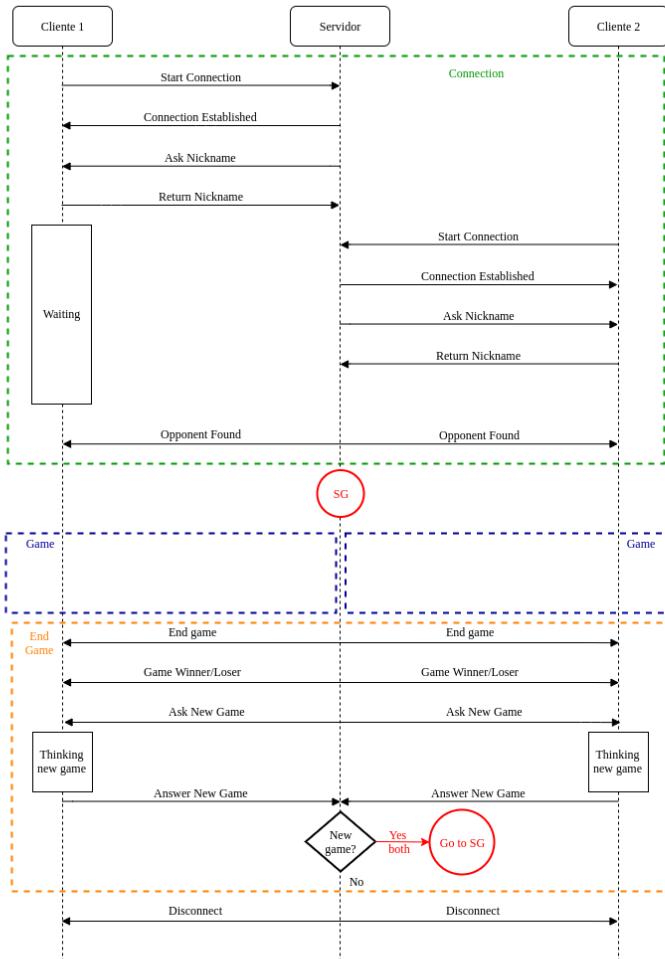 Cliente 1
Servidor
Cliente 2
Connection
Start Connection
Connection Established
Ask Nickname
Return Nickname
Start Connection
Waiting
Connection Established
Ask Nickname
Return Nickname
Opponent Found
Opponent Found
SG
Game
Game
End
Game
End game
End game
Game Winner/Loser
Game Winner/Loser
Ask New Game
Ask New Game
Thinking
new game
Thinking
new game
Answer New Game
Answer New Game
New
game?
Yes
both
Go to SG
No
Disconnect
Disconnect